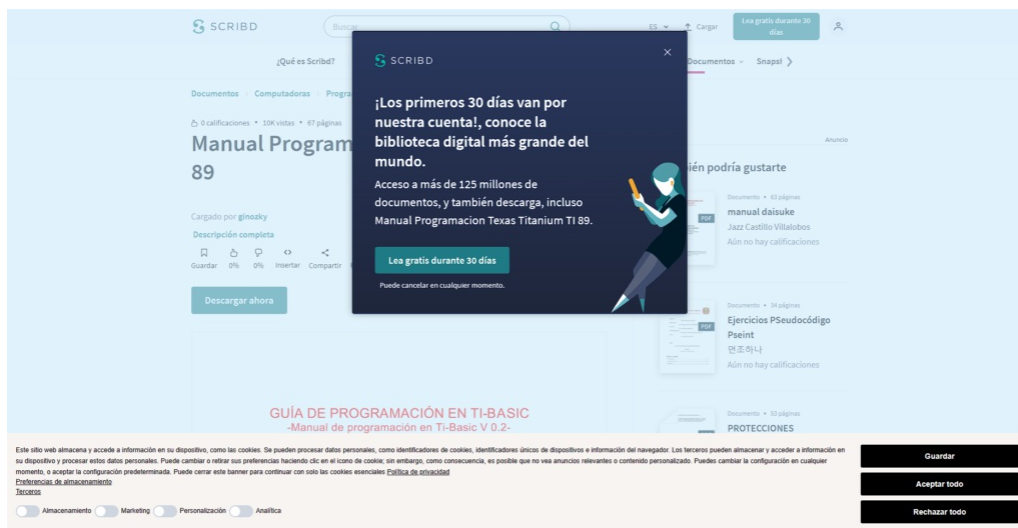 SCRIBD
Buscar
ES
Cargar
Lea gratis durante 30
días
¿Qué es Scribd?
Documentos
Snapsl
Documentos
Computadoras
Progra
0 calificaciones • 10K vistas • 67 páginas
Manual Program
89
Cargado por ginozky
Descripción completa
Guardar
0%
0%
Insertar
Compartir
Descargar ahora
GUÍA DE PROGRAMACIÓN EN TI-BASIC
-Manual de programación en Ti-Basic V 0.2-
SCRIBD
¡Los primeros 30 días van por
nuestra cuenta!, conoce la
biblioteca digital más grande del
mundo.
Acceso a más de 125 millones de
documentos, y también descarga, incluso
Manual Programacion Texas Titanium TI 89.
Lea gratis durante 30 días
Puede cancelar en cualquier momento.
Anuncio
ién podría gustarte
Documento • 63 páginas
manual daisuke
Jazz Castillo Villalobos
Aún no hay calificaciones
PDF
Documento • 34 páginas
Ejercicios PSeudocódigo
Pseint
면조하나
Aún no hay calificaciones
PDF
Documento • 53 páginas
PROTECCIONES
Este sitio web almacena y accede a información en su dispositivo, como las cookies. Se pueden procesar datos personales, como identificadores de cookies, identificadores únicos de dispositivos e información del navegador. Los terceros pueden almacenar y acceder a información en
su dispositivo y procesar estos datos personales. Puede cambiar o retirar sus preferencias haciendo clic en el icono de cookie; sin embargo, como consecuencia, es posible que no vea anuncios relevantes o contenido personalizado. Puedes cambiar la configuración en cualquier
momento, o aceptar la configuración predeterminada. Puede cerrar este banner para continuar con solo las cookies esenciales Política de privacidad
Preferencias de almacenamiento
Terceros
Almacenamiento
Marketing
Personalización
Analítica
Guardar
Aceptar todo
Rechazar todo